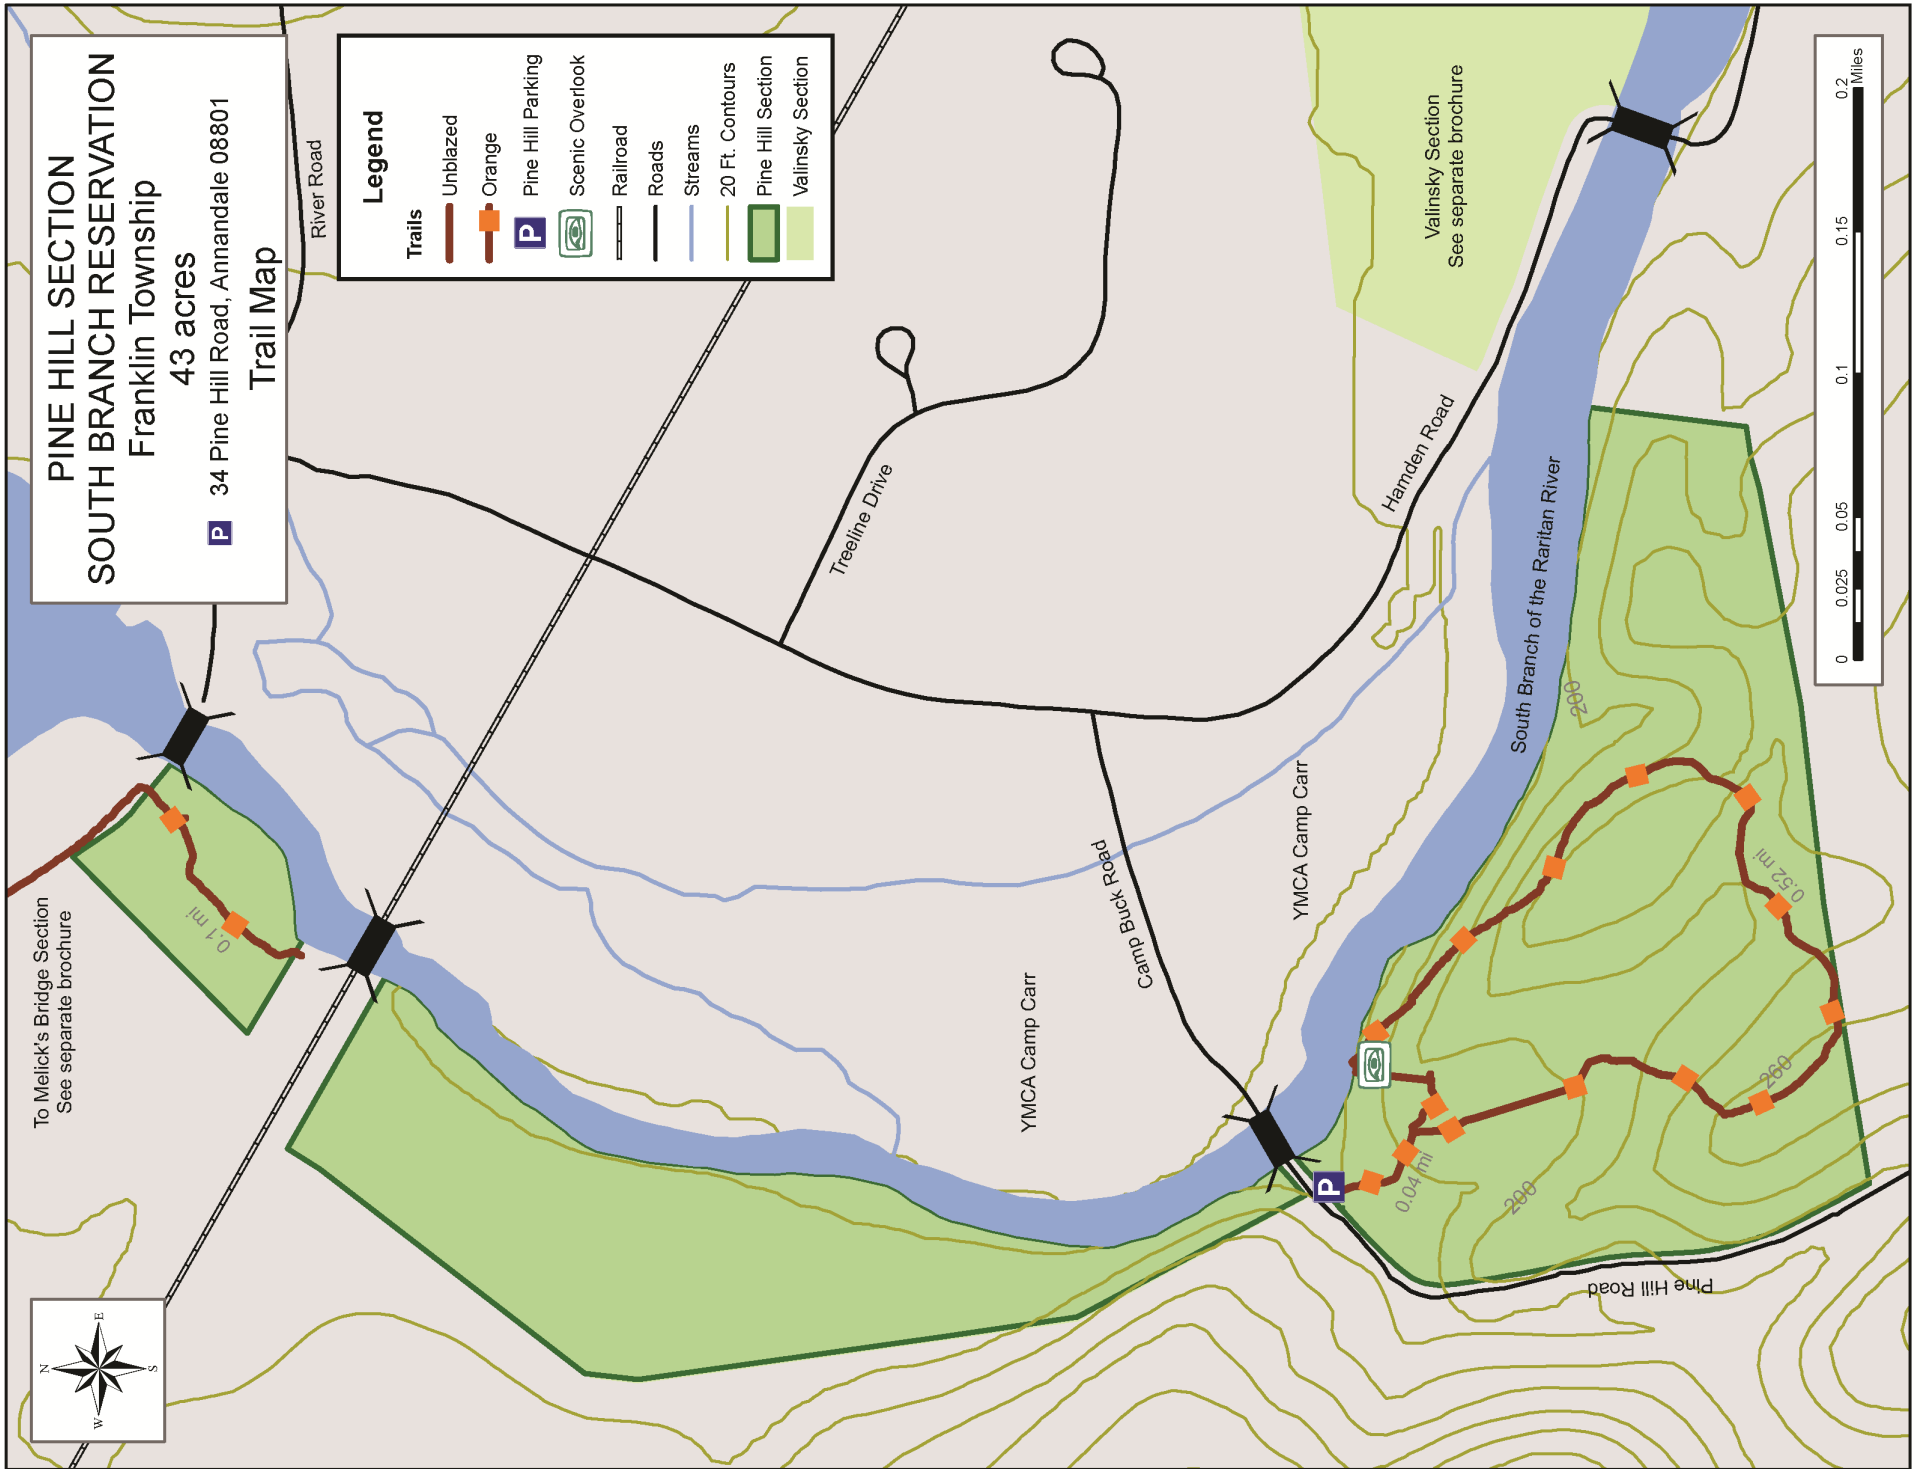 PINE HILL SECTION
SOUTH BRANCH RESERVATION
Franklin Township
43 acres
P 34 Pine Hill Road, Annandale 08801
Trail Map
River Road
Legend
Trails
Unblazed
Orange
P Pine Hill Parking
Scenic Overlook
Railroad
Roads
Streams
20 Ft. Contours
Pine Hill Section
Valinsky Section
To Melick's Bridge Section
See separate brochure
0.1 mi
Treeline Drive
Hamden Road
Valinsky Section
See separate brochure
South Branch of the Raritan River
Camp Buck Road
YMCA Camp Carr
YMCA Camp Carr
200
0.52 mi
260
0.04 mi
200
P
Pine Hill Road
N
E
S
W
0 0.025 0.05 0.1 0.15 0.2
Miles